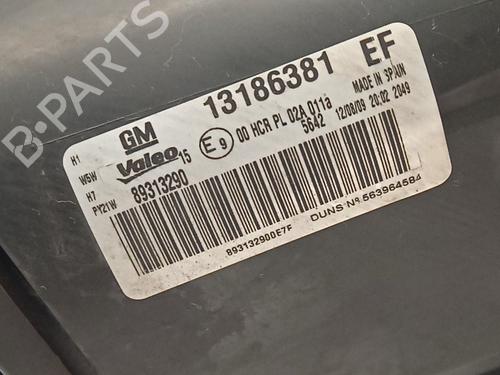 B-PARTS
GM 13186381 EF
Valeo 15 E9 00 HCR PL 02A 011a MADE IN SPAIN
5642 12/08/09 20:02 2049
H1
W5W
H7
PY21W
89313290
893132900E7F
DUNS-Nº 563964584